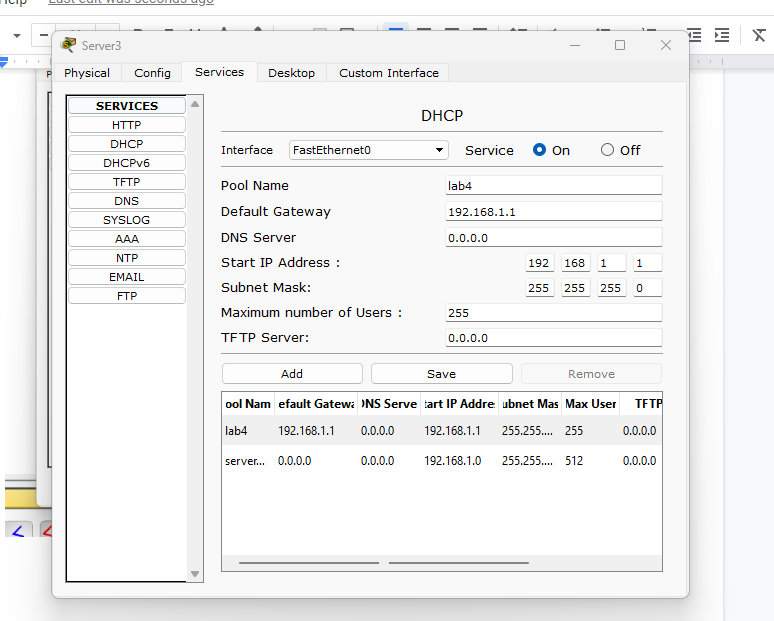 Help Last edit was seconds ago
Server3
Physical Config Services Desktop Custom Interface
SERVICES
HTTP
DHCP
DHCPv6
TFTP
DNS
SYSLOG
AAA
NTP
EMAIL
FTP
DHCP
Interface FastEthernet0 Service On Off
Pool Name lab4
Default Gateway 192.168.1.1
DNS Server 0.0.0.0
Start IP Address : 192 168 1 1
Subnet Mask: 255 255 255 0
Maximum number of Users : 255
TFTP Server: 0.0.0.0
Add Save Remove
ool Nam efault Gatewa NS Serve tart IP Addre ubnet Mas Max User TFTP
lab4 192.168.1.1 0.0.0.0 192.168.1.1 255.255.... 255 0.0.0.0
server... 0.0.0.0 0.0.0.0 192.168.1.0 255.255.... 512 0.0.0.0